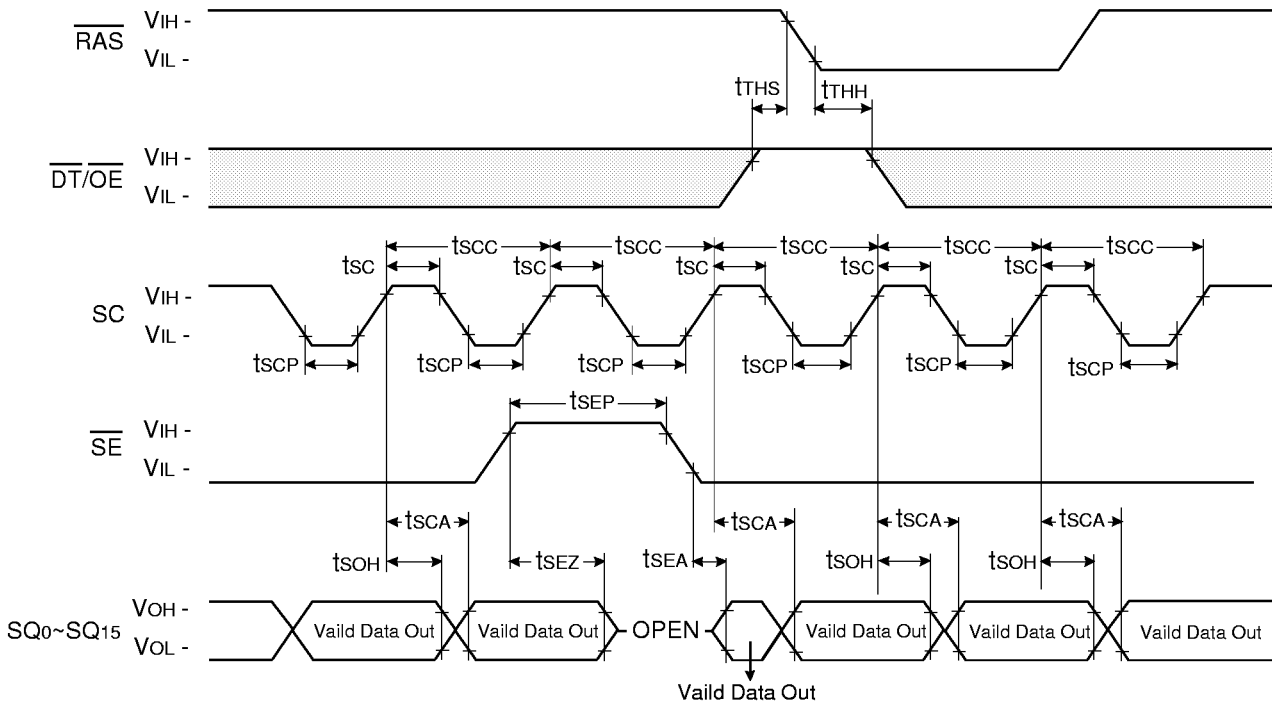 RAS
VIH -
VIL -
tTHS
tTHH
DT/OE
VIH -
VIL -
tSCC tSCC tSCC tSCC tSCC
tSC tSC tSC tSC tSC
SC
VIH -
VIL -
tSCP tSCP tSCP tSCP tSCP tSCP
tSEP
SE
VIH -
VIL -
tSCA tSCA tSCA tSCA
tSOH tSEZ tSEA tSOH tSOH
SQ0~SQ15
VOH -
VOL -
Vaild Data Out Vaild Data Out OPEN Vaild Data Out Vaild Data Out Vaild Data Out
Vaild Data Out